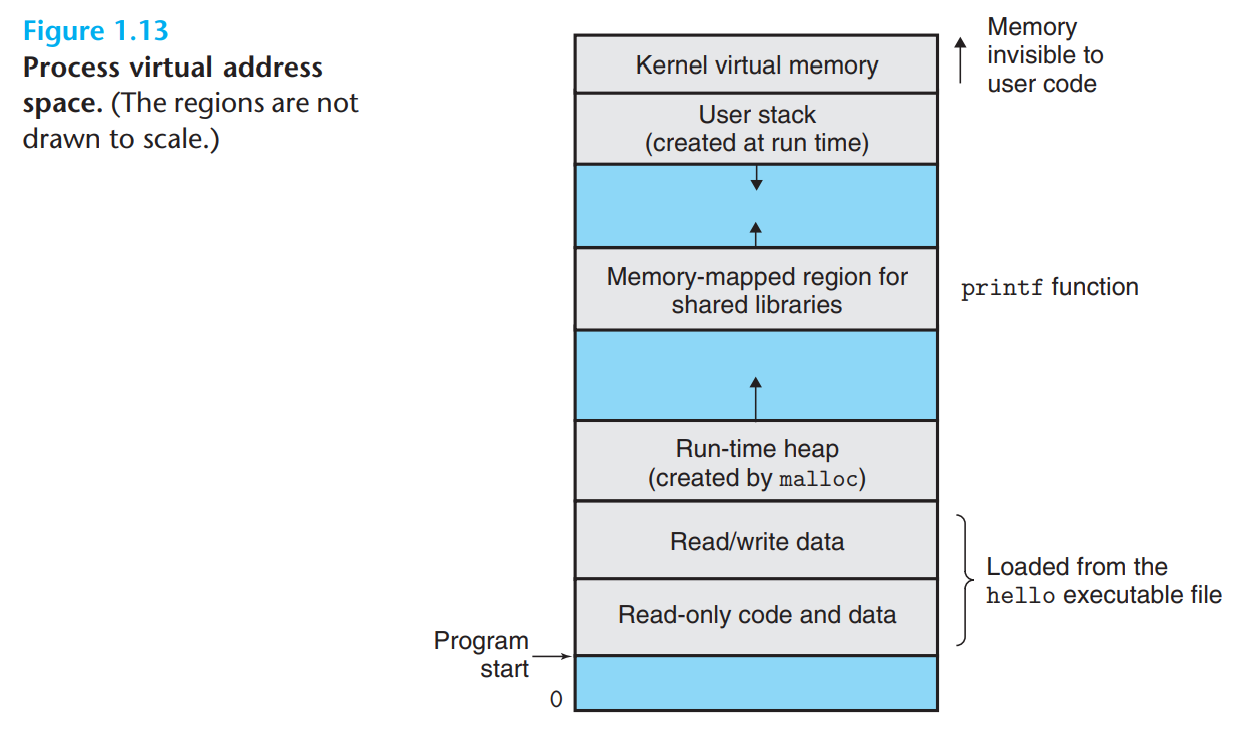 Figure 1.13
Process virtual address
space. (The regions are not
drawn to scale.)
Kernel virtual memory
Memory
invisible to
user code
User stack
(created at run time)
Memory-mapped region for
shared libraries
printf function
Run-time heap
(created by malloc)
Read/write data
Read-only code and data
Loaded from the
hello executable file
Program
start
0